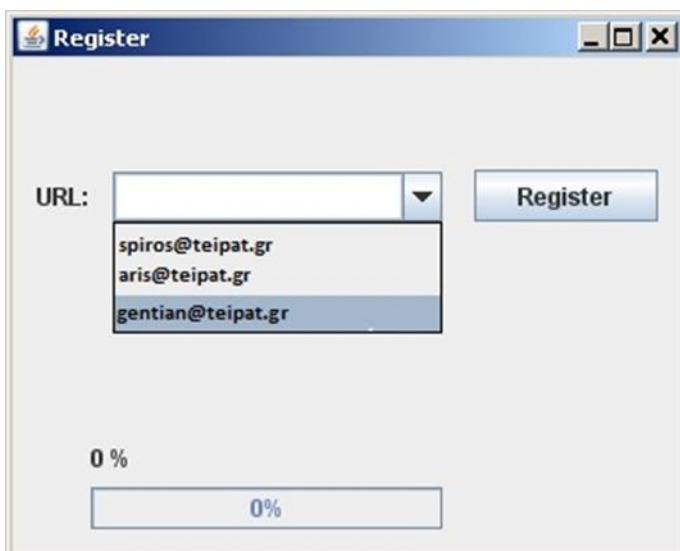 Register
URL:
Register
spiros@teipat.gr
aris@teipat.gr
gentian@teipat.gr
0 %
0%